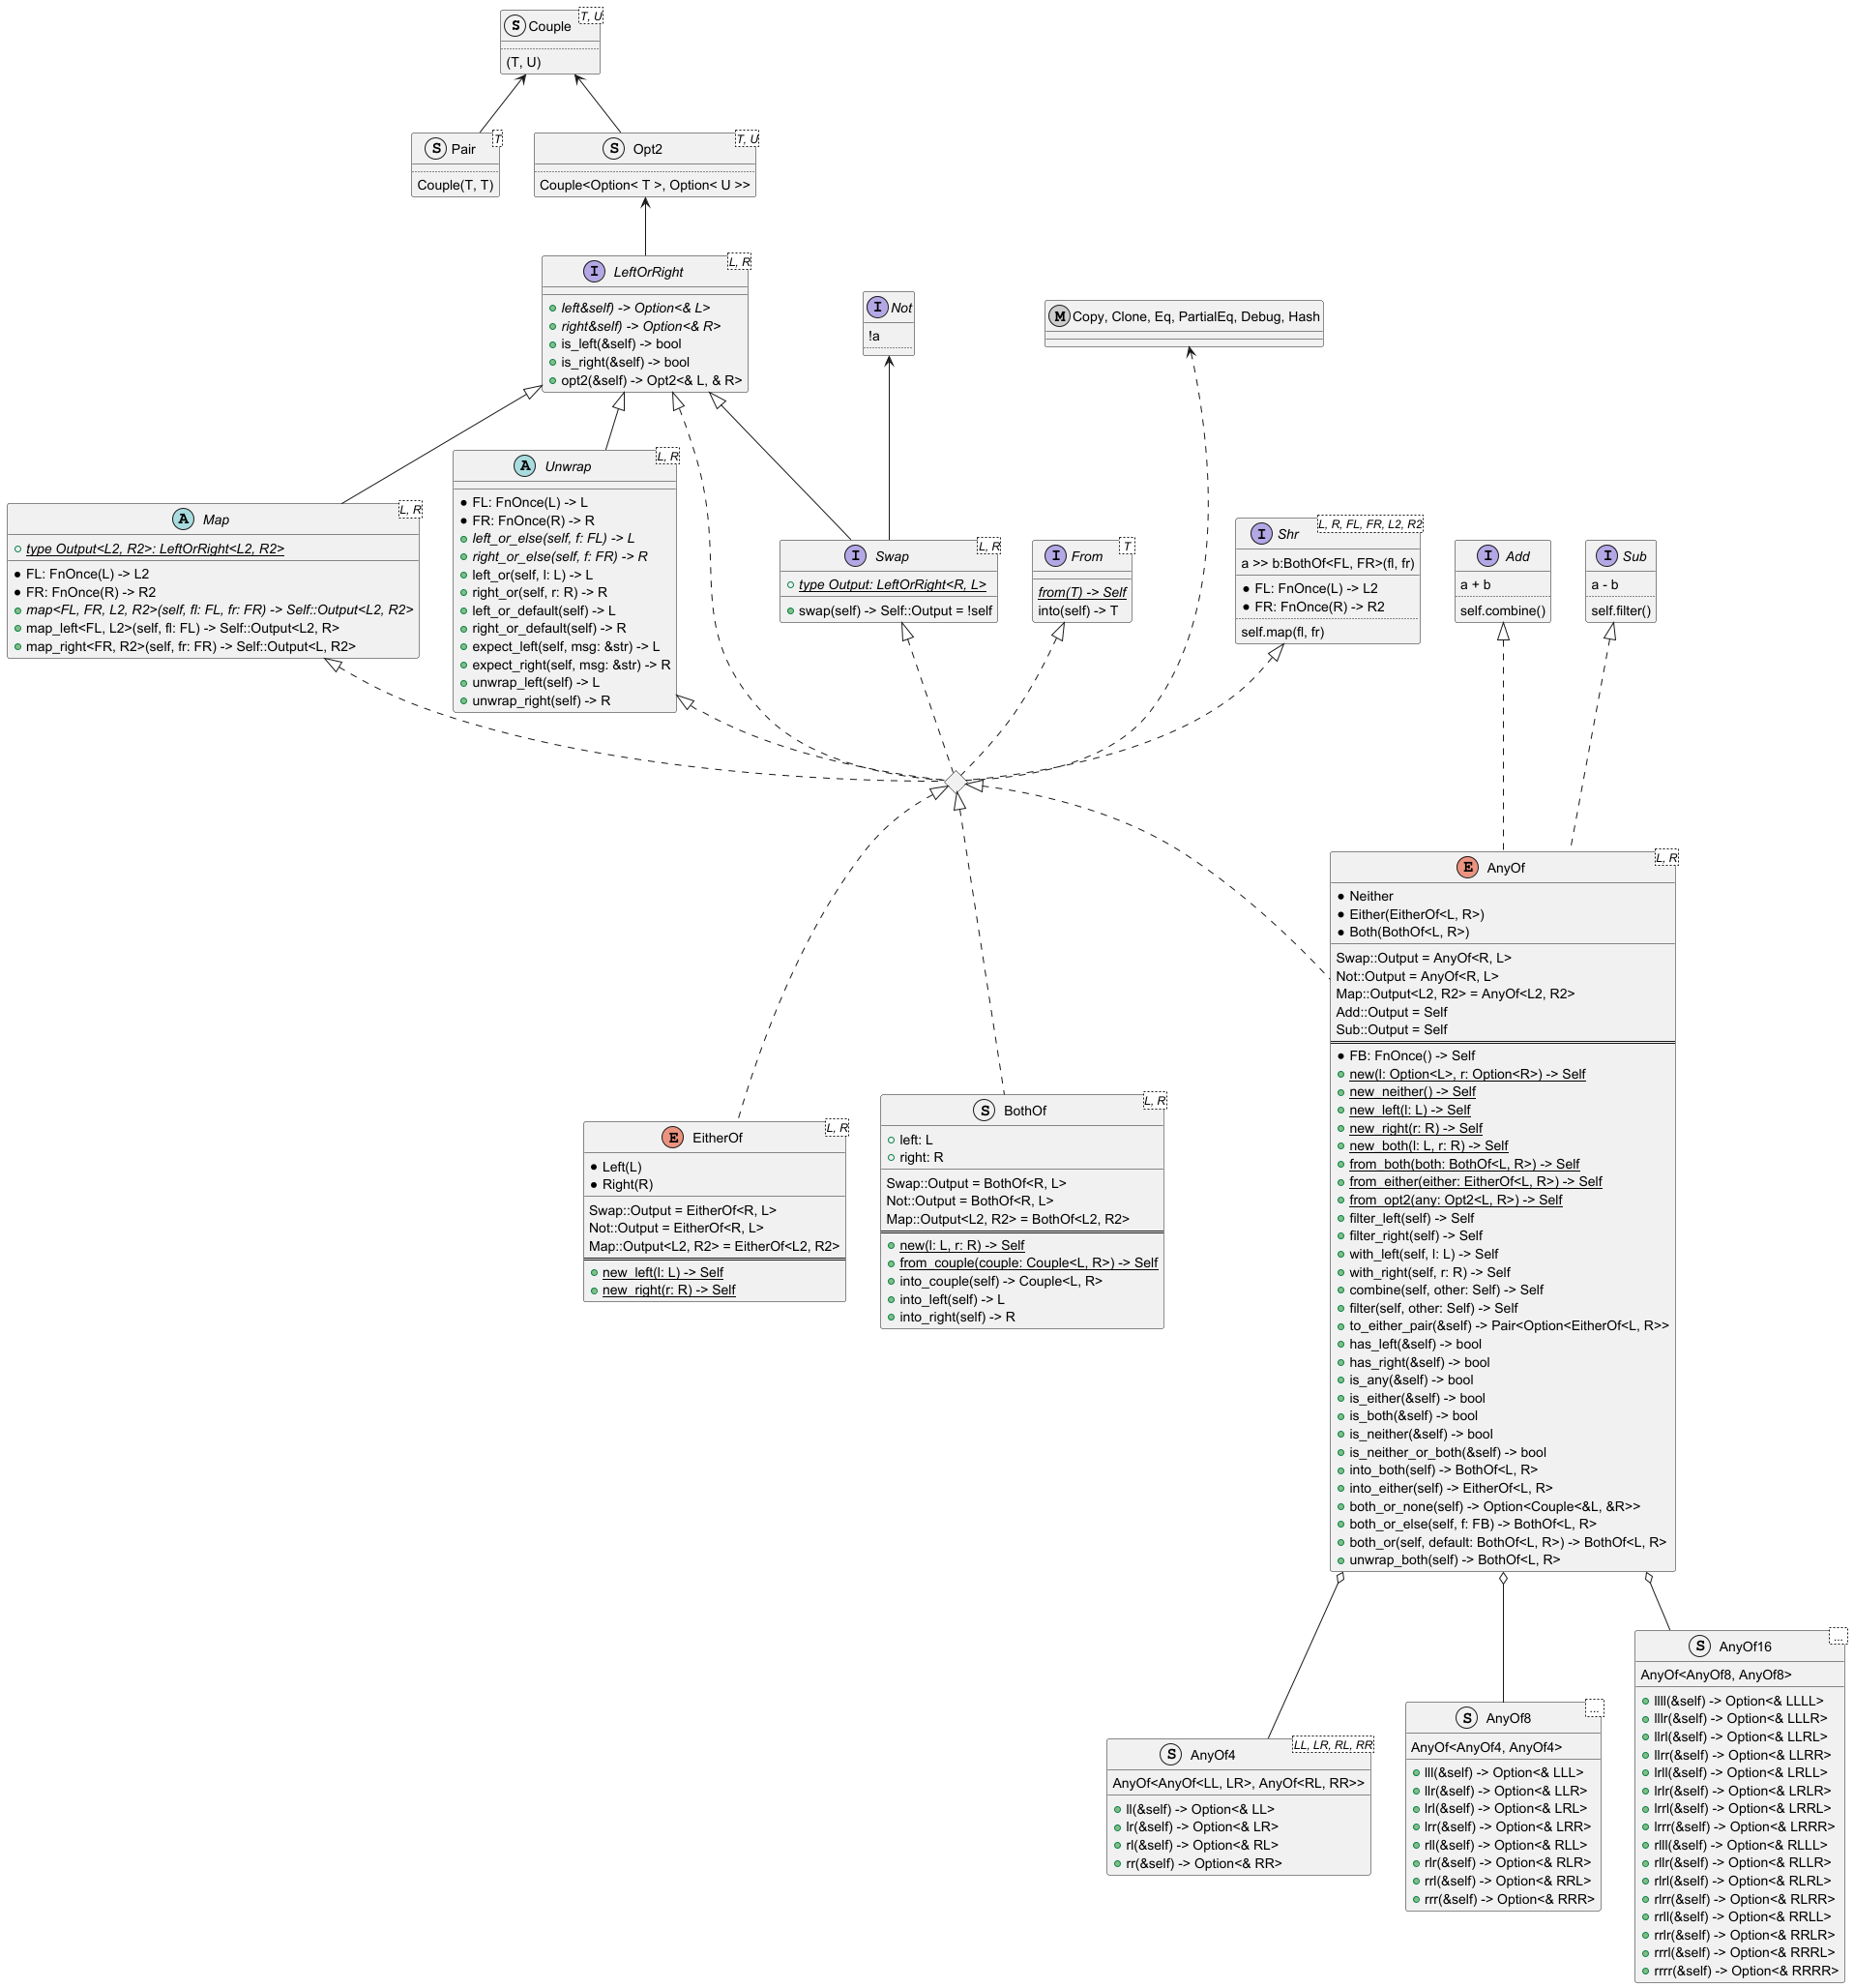 S Couple T, U
(T, U)
S Pair T
Couple(T, T)
S Opt2 T, U
Couple<Option< T >, Option< U >>
I LeftOrRight L, R
left&self) -> Option<& L>
right&self) -> Option<& R>
is_left(&self) -> bool
is_right(&self) -> bool
opt2(&self) -> Opt2<& L, & R>
I Not
!a
M Copy, Clone, Eq, PartialEq, Debug, Hash
A Map L, R
type Output<L2, R2>: LeftOrRight<L2, R2>
FL: FnOnce(L) -> L2
FR: FnOnce(R) -> R2
map<FL, FR, L2, R2>(self, fl: FL, fr: FR) -> Self::Output<L2, R2>
map_left<FL, L2>(self, fl: FL) -> Self::Output<L2, R>
map_right<FR, R2>(self, fr: FR) -> Self::Output<L, R2>
A Unwrap L, R
FL: FnOnce(L) -> L
FR: FnOnce(R) -> R
left_or_else(self, f: FL) -> L
right_or_else(self, f: FR) -> R
left_or(self, l: L) -> L
right_or(self, r: R) -> R
left_or_default(self) -> L
right_or_default(self) -> R
expect_left(self, msg: &str) -> L
expect_right(self, msg: &str) -> R
unwrap_left(self) -> L
unwrap_right(self) -> R
I Swap L, R
type Output: LeftOrRight<R, L>
swap(self) -> Self::Output = !self
I From T
from(T) -> Self
into(self) -> T
I Shr L, R, FL, FR, L2, R2
a >> b:BothOf<FL, FR>(fl, fr)
FL: FnOnce(L) -> L2
FR: FnOnce(R) -> R2
self.map(fl, fr)
I Add
a + b
self.combine()
I Sub
a - b
self.filter()
E AnyOf L, R
Neither
Either(EitherOf<L, R>)
Both(BothOf<L, R>)
Swap::Output = AnyOf<R, L>
Not::Output = AnyOf<R, L>
Map::Output<L2, R2> = AnyOf<L2, R2>
Add::Output = Self
Sub::Output = Self
FB: FnOnce() -> Self
new(l: Option<L>, r: Option<R>) -> Self
new_neither() -> Self
new_left(l: L) -> Self
new_right(r: R) -> Self
new_both(l: L, r: R) -> Self
from_both(both: BothOf<L, R>) -> Self
from_either(either: EitherOf<L, R>) -> Self
from_opt2(any: Opt2<L, R>) -> Self
filter_left(self) -> Self
filter_right(self) -> Self
with_left(self, l: L) -> Self
with_right(self, r: R) -> Self
combine(self, other: Self) -> Self
filter(self, other: Self) -> Self
to_either_pair(&self) -> Pair<Option<EitherOf<L, R>>
has_left(&self) -> bool
has_right(&self) -> bool
is_any(&self) -> bool
is_either(&self) -> bool
is_both(&self) -> bool
is_neither(&self) -> bool
is_neither_or_both(&self) -> bool
into_both(self) -> BothOf<L, R>
into_either(self) -> EitherOf<L, R>
both_or_none(self) -> Option<Couple<&L, &R>>
both_or_else(self, f: FB) -> BothOf<L, R>
both_or(self, default: BothOf<L, R>) -> BothOf<L, R>
unwrap_both(self) -> BothOf<L, R>
E EitherOf L, R
Left(L)
Right(R)
Swap::Output = EitherOf<R, L>
Not::Output = EitherOf<R, L>
Map::Output<L2, R2> = EitherOf<L2, R2>
new_left(l: L) -> Self
new_right(r: R) -> Self
S BothOf L, R
left: L
right: R
Swap::Output = BothOf<R, L>
Not::Output = BothOf<R, L>
Map::Output<L2, R2> = BothOf<L2, R2>
new(l: L, r: R) -> Self
from_couple(couple: Couple<L, R>) -> Self
into_couple(self) -> Couple<L, R>
into_left(self) -> L
into_right(self) -> R
S AnyOf4 LL, LR, RL, RR
AnyOf<AnyOf<LL, LR>, AnyOf<RL, RR>>
ll(&self) -> Option<& LL>
lr(&self) -> Option<& LR>
rl(&self) -> Option<& RL>
rr(&self) -> Option<& RR>
S AnyOf8 ...
AnyOf<AnyOf4, AnyOf4>
lll(&self) -> Option<& LLL>
llr(&self) -> Option<& LLR>
lrl(&self) -> Option<& LRL>
lrr(&self) -> Option<& LRR>
rll(&self) -> Option<& RLL>
rlr(&self) -> Option<& RLR>
rrl(&self) -> Option<& RRL>
rrr(&self) -> Option<& RRR>
S AnyOf16 ...
AnyOf<AnyOf8, AnyOf8>
llll(&self) -> Option<& LLLL>
lllr(&self) -> Option<& LLLR>
llrl(&self) -> Option<& LLRL>
llrr(&self) -> Option<& LLRR>
lrll(&self) -> Option<& LRLL>
lrlr(&self) -> Option<& LRLR>
lrrl(&self) -> Option<& LRRL>
lrrr(&self) -> Option<& LRRR>
rlll(&self) -> Option<& RLLL>
rllr(&self) -> Option<& RLLR>
rlrl(&self) -> Option<& RLRL>
rlrr(&self) -> Option<& RLRR>
rrll(&self) -> Option<& RRLL>
rrlr(&self) -> Option<& RRLR>
rrrl(&self) -> Option<& RRRL>
rrrr(&self) -> Option<& RRRR>